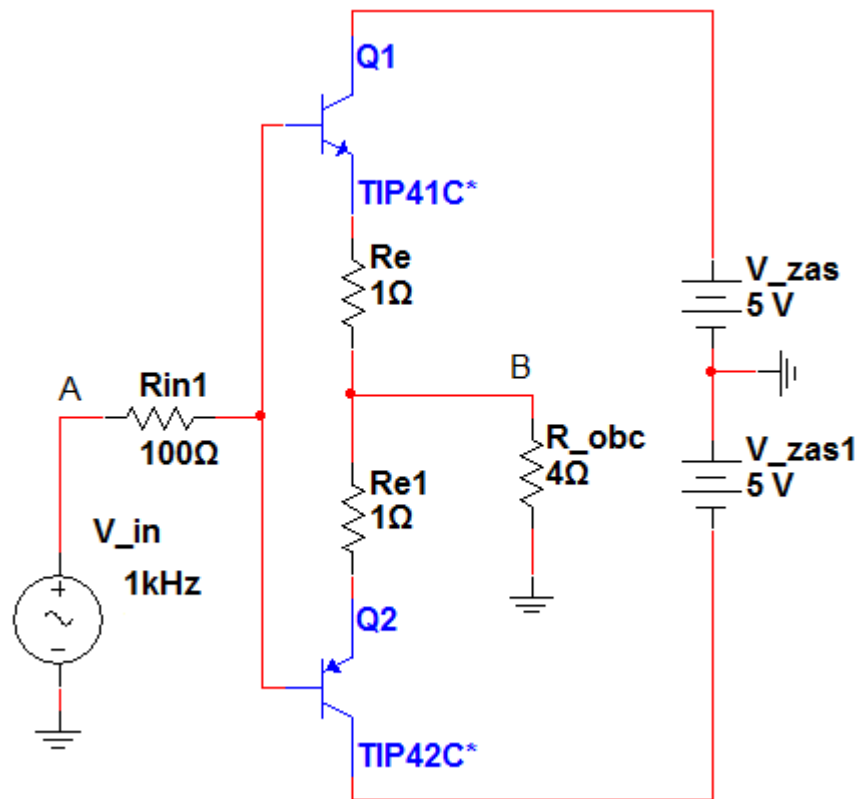 Q1
TIP41C*
Re
1Ω
V_zas
5 V
A
Rin1
100Ω
B
R_obc
4Ω
V_zas1
5 V
Re1
1Ω
V_in
1kHz
Q2
TIP42C*